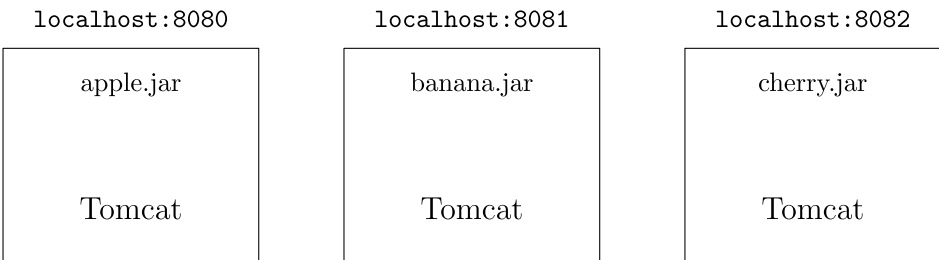 localhost:8080 localhost:8081 localhost:8082
apple.jar banana.jar cherry.jar
Tomcat Tomcat Tomcat